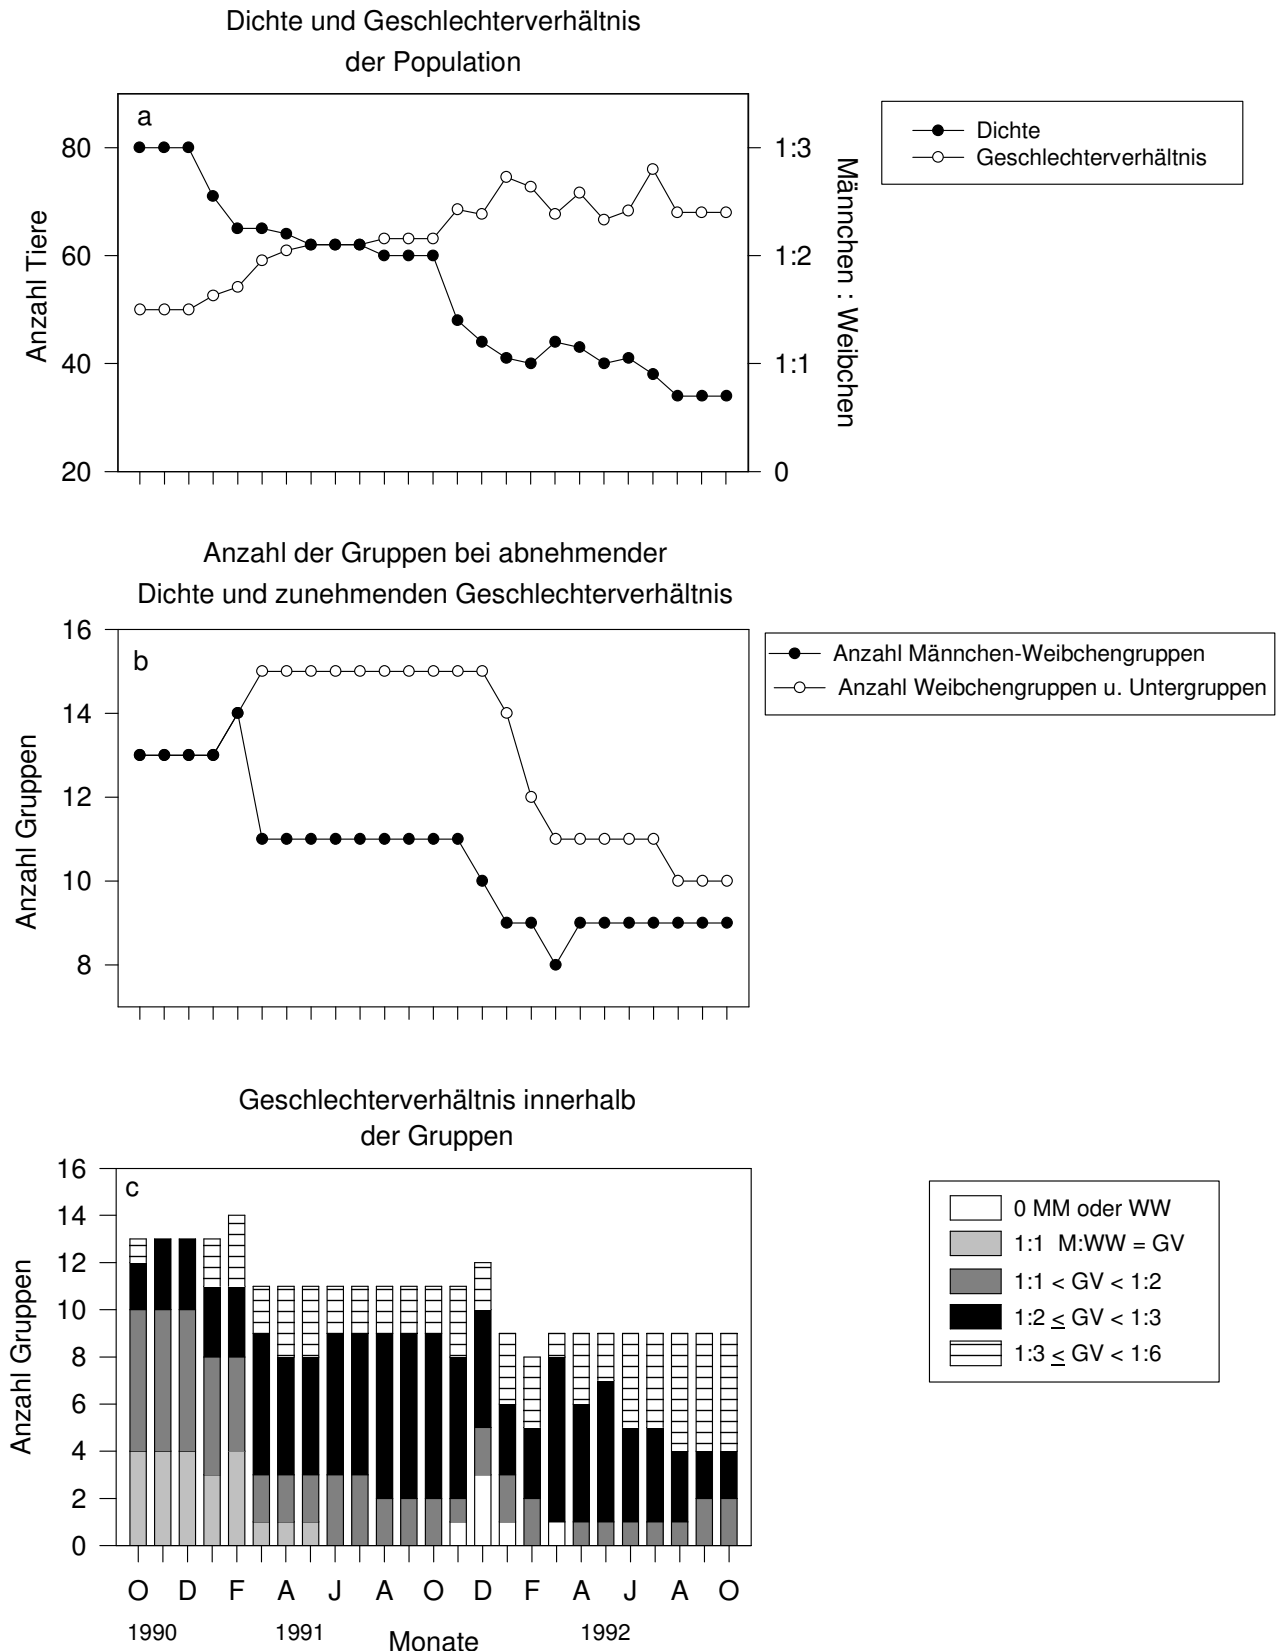 Dichte und Geschlechterverhältnis
der Population
a
80
60
40
20
Anzahl Tiere
1:3
1:2
1:1
0
Männchen : Weibchen
Dichte
Geschlechterverhältnis
Anzahl der Gruppen bei abnehmender
Dichte und zunehmenden Geschlechterverhältnis
b
16
14
12
10
8
Anzahl Gruppen
Anzahl Männchen-Weibchengruppen
Anzahl Weibchengruppen u. Untergruppen
Geschlechterverhältnis innerhalb
der Gruppen
c
16
14
12
10
8
6
4
2
0
Anzahl Gruppen
0 MM oder WW
1:1 M:WW = GV
1:1 < GV < 1:2
1:2 ≤ GV < 1:3
1:3 ≤ GV < 1:6
O D F A J A O D F A J A O
1990 1991 1992
Monate